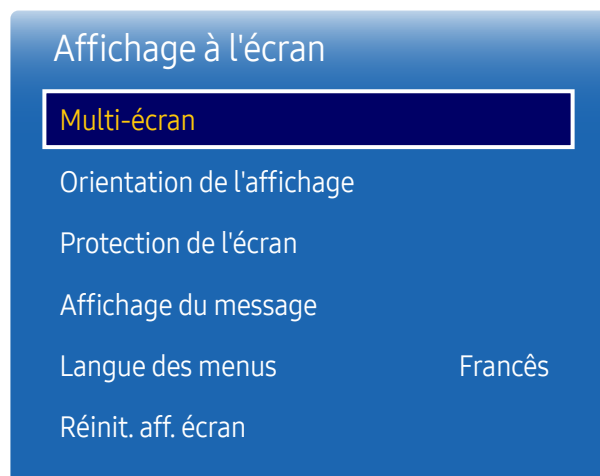 Affichage à l'écran
Multi-écran
Orientation de l'affichage
Protection de l'écran
Affichage du message
Langue des menus Francês
Réinit. aff. écran